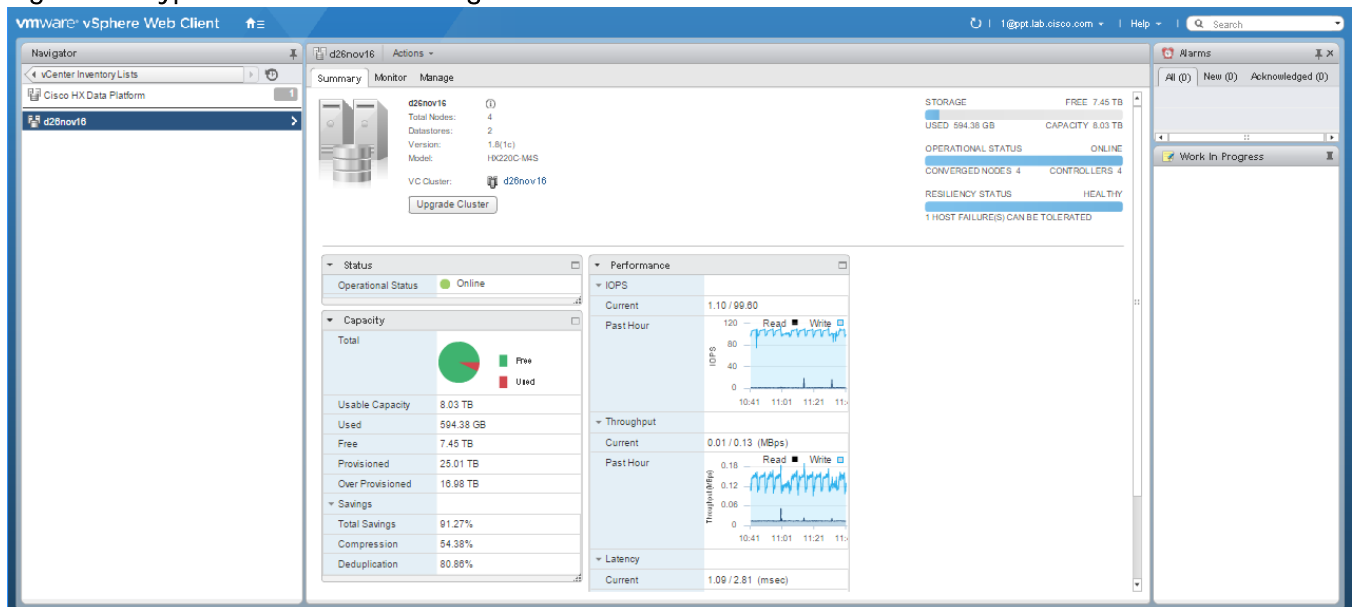 vmware® vSphere Web Client
1@ppt.lab.cisco.com
Help
Search
Navigator
vCenter Inventory Lists
Cisco HX Data Platform 1
d26nov16
d26nov16 Actions
Summary Monitor Manage
d26nov16
Total Nodes: 4
Datastores: 2
Version: 1.8(1c)
Model: HX220C-M4S
VC Cluster: d26nov16
Upgrade Cluster
STORAGE FREE 7.45 TB
USED 594.38 GB CAPACITY 8.03 TB
OPERATIONAL STATUS ONLINE
CONVERGED NODES 4 CONTROLLERS 4
RESILIENCY STATUS HEALTHY
1 HOST FAILURE(S) CAN BE TOLERATED
Status
Operational Status Online
Capacity
Total
Free
Used
Usable Capacity 8.03 TB
Used 594.38 GB
Free 7.45 TB
Provisioned 25.01 TB
Over Provisioned 16.98 TB
Savings
Total Savings 91.27%
Compression 54.38%
Deduplication 80.86%
Performance
IOPS
Current 1.10 / 99.60
Past Hour
Read Write
IOPS
120
80
40
0
10:41 11:01 11:21
Throughput
Current 0.01 / 0.13 (MBps)
Past Hour
Read Write
Throughput (MBps)
0.18
0.12
0.06
0
10:41 11:01 11:21
Latency
Current 1.09 / 2.81 (msec)
Alarms
All (0) New (0) Acknowledged (0)
Work In Progress